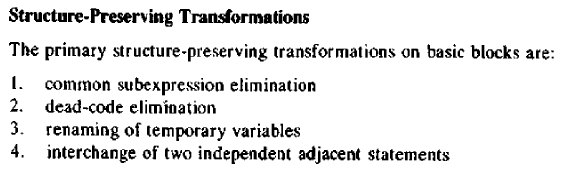 Structure-Preserving Transformations
The primary structure-preserving transformations on basic blocks are:
1. common subexpression elimination
2. dead-code elimination
3. renaming of temporary variables
4. interchange of two independent adjacent statements